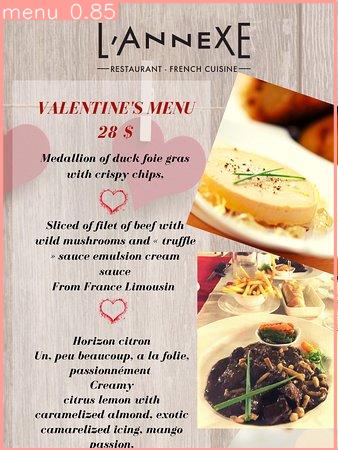 menu 0.85
L'ANNEXE
RESTAURANT - FRENCH CUISINE
VALENTINE'S MENU
28 $
Medallion of duck foie gras
with crispy chips.
Sliced of filet of beef with
wild mushrooms and « truffle
» sauce emulsion cream
sauce
From France Limousin
Horizon citron
Un, peu beaucoup, a la folie,
passionnément
Creamy
citrus lemon with
caramelized almond, exotic
camarelized icing, mango
passion.